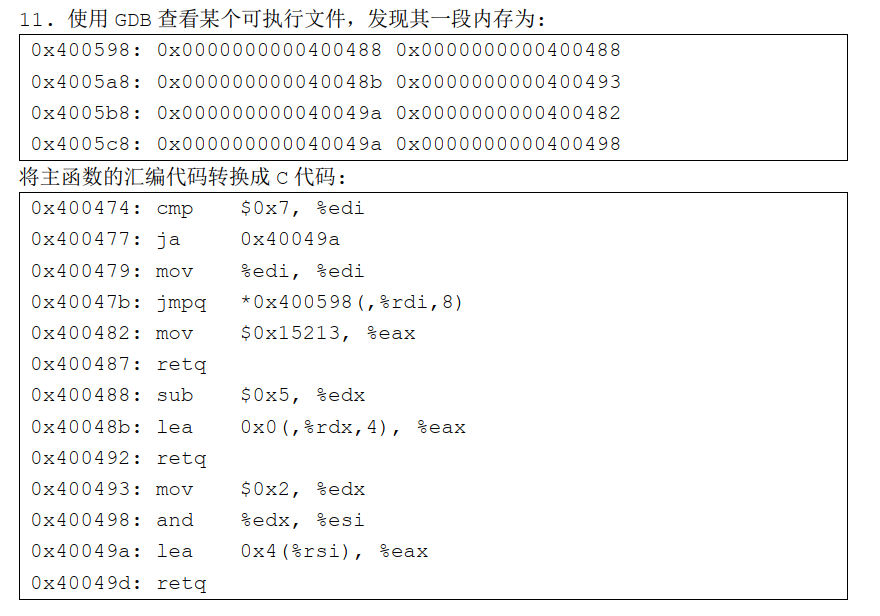 11. 使用 GDB 查看某个可执行文件，发现其一段内存为：
0x400598: 0x0000000000400488 0x0000000000400488
0x4005a8: 0x000000000040048b 0x0000000000400493
0x4005b8: 0x000000000040049a 0x0000000000400482
0x4005c8: 0x000000000040049a 0x0000000000400498
将主函数的汇编代码转换成 C 代码：
0x400474: cmp $0x7, %edi
0x400477: ja 0x40049a
0x400479: mov %edi, %edi
0x40047b: jmpq *0x400598(,%rdi,8)
0x400482: mov $0x15213, %eax
0x400487: retq
0x400488: sub $0x5, %edx
0x40048b: lea 0x0(,%rdx,4), %eax
0x400492: retq
0x400493: mov $0x2, %edx
0x400498: and %edx, %esi
0x40049a: lea 0x4(%rsi), %eax
0x40049d: retq